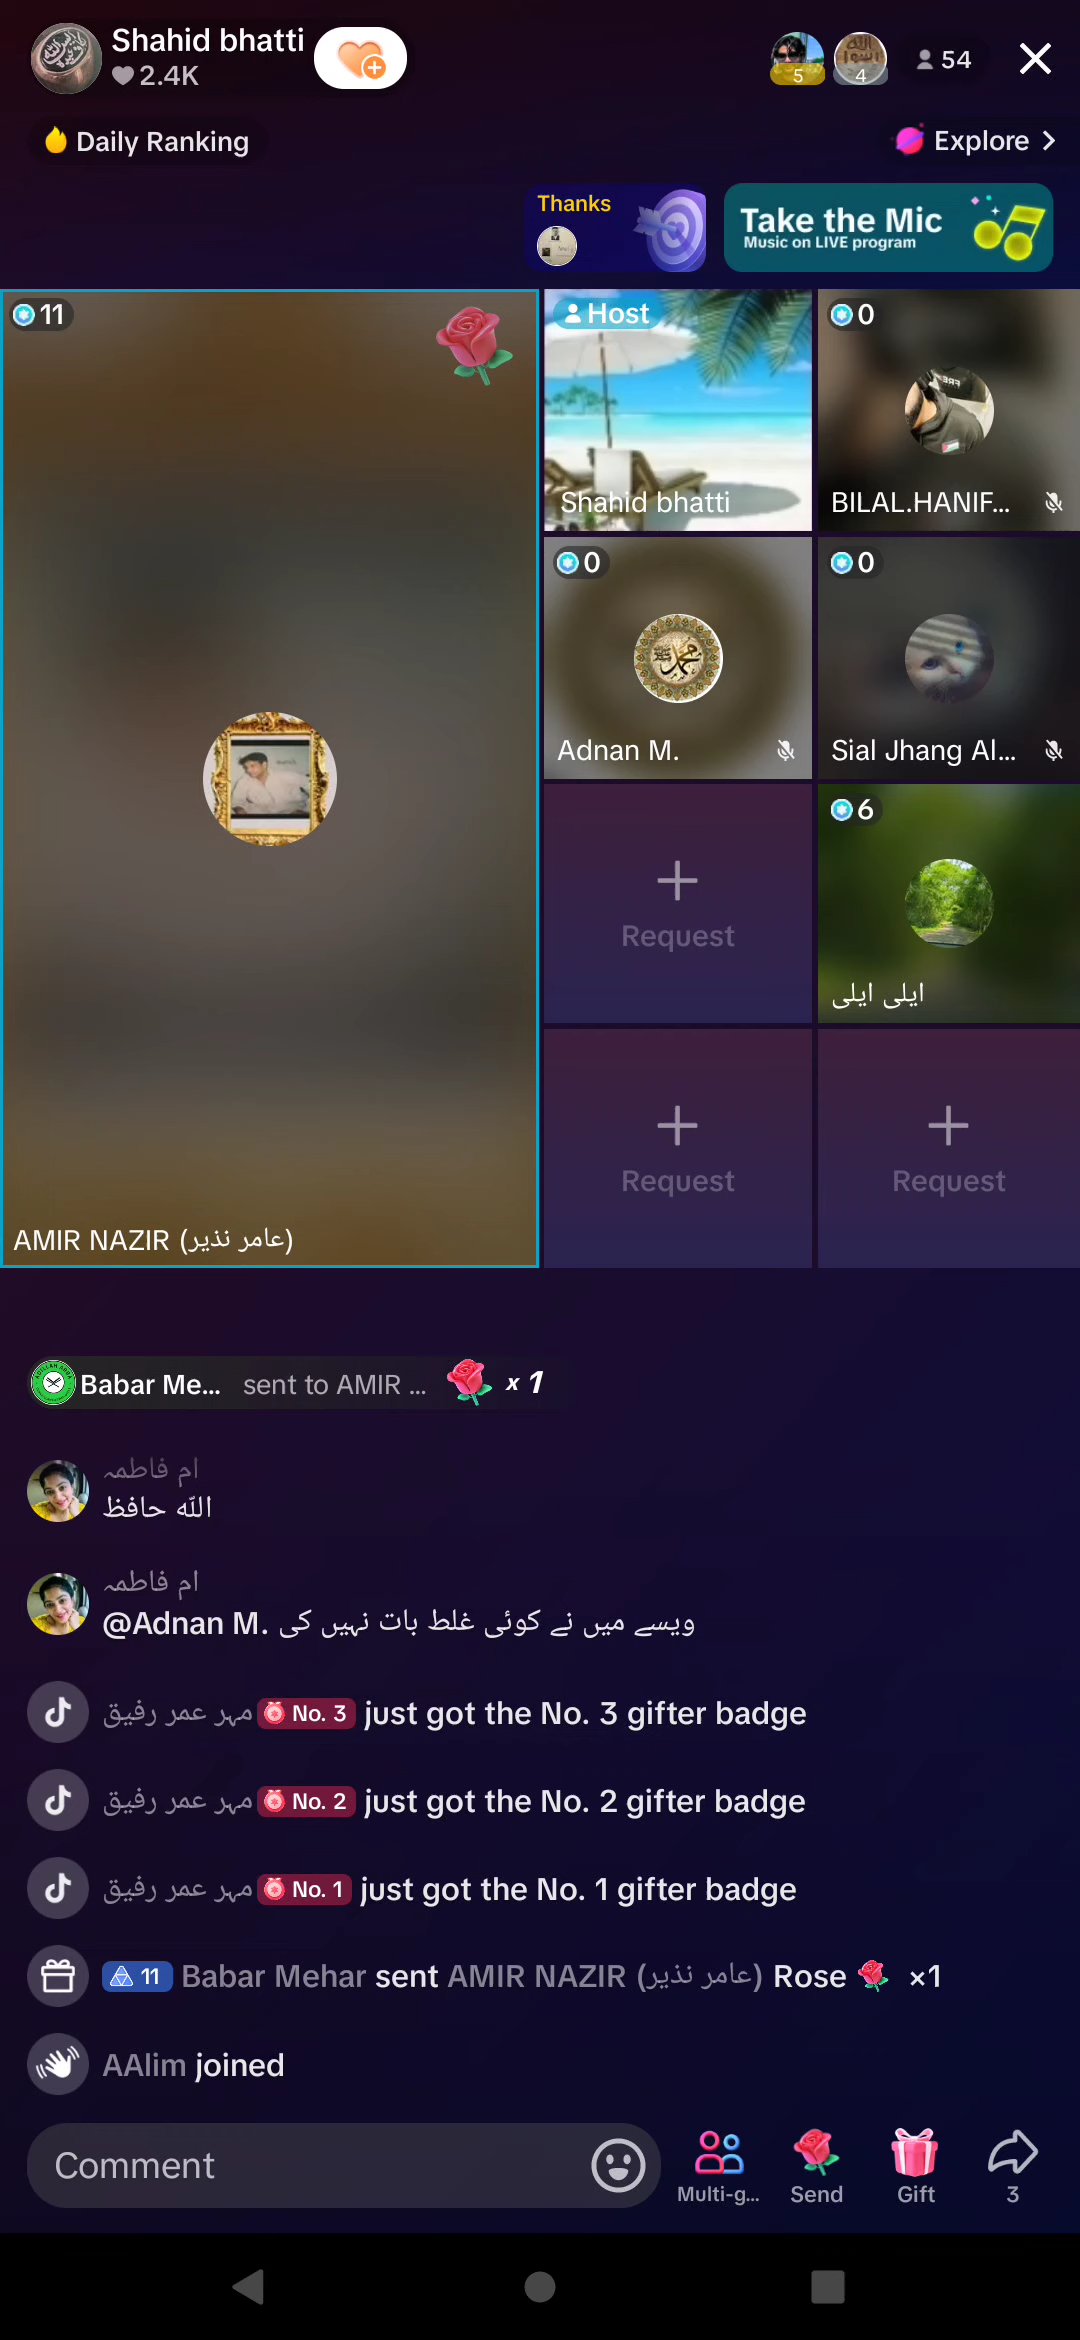 Shahid bhatti
2.4K
5
4
54
Daily Ranking
Explore
Thanks
Take the Mic
Music on LIVE program
11
Host
Shahid bhatti
0
BILAL.HANIF...
0
Adnan M.
0
Sial Jhang Al...
Request
6
ایلی ایلی
Request
Request
AMIR NAZIR (عامر نذیر)
Babar Me... sent to AMIR ... x 1
ام فاطمہ
اللّٰہ حافظ
ام فاطمہ
@Adnan M. ویسے میں نے کوئی غلط بات نہیں کی
مہر عمر رفیق No. 3 just got the No. 3 gifter badge
مہر عمر رفیق No. 2 just got the No. 2 gifter badge
مہر عمر رفیق No. 1 just got the No. 1 gifter badge
11 Babar Mehar sent AMIR NAZIR (عامر نذیر) Rose ×1
AAlim joined
Comment
Multi-g...
Send
Gift
3